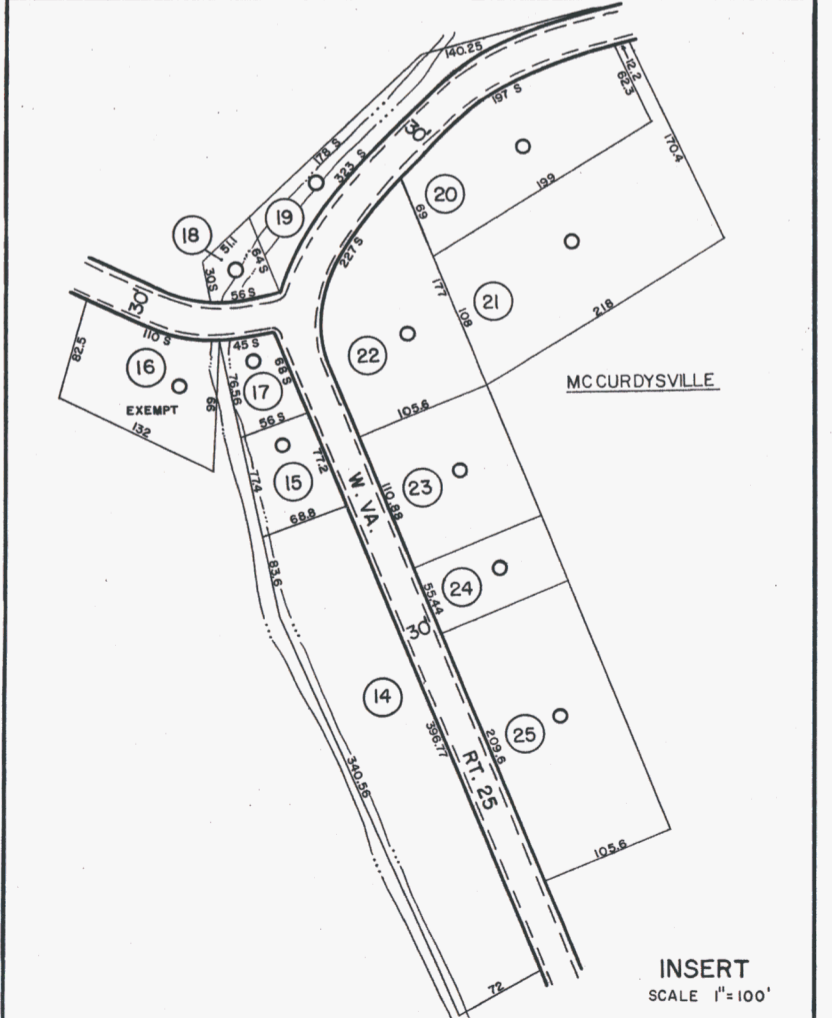 140.25
12.2
62.3
197 S
30'
170.4
178 S
323 S
20
199
19
69
18
51.1
64 S
227 S
30 S
56 S
177
108
21
218
30'
110 S
82.5
16
EXEMPT
132
66
45 S
68 S
76.56
17
56 S
22
105.6
MC CURDYSVILLE
15
77.4
77.2
68.8
W. VA.
23
110.88
24
55.44
83.6
30'
14
396.77
RT. 25
209.6
25
340.56
105.6
72
INSERT
SCALE 1"=100'